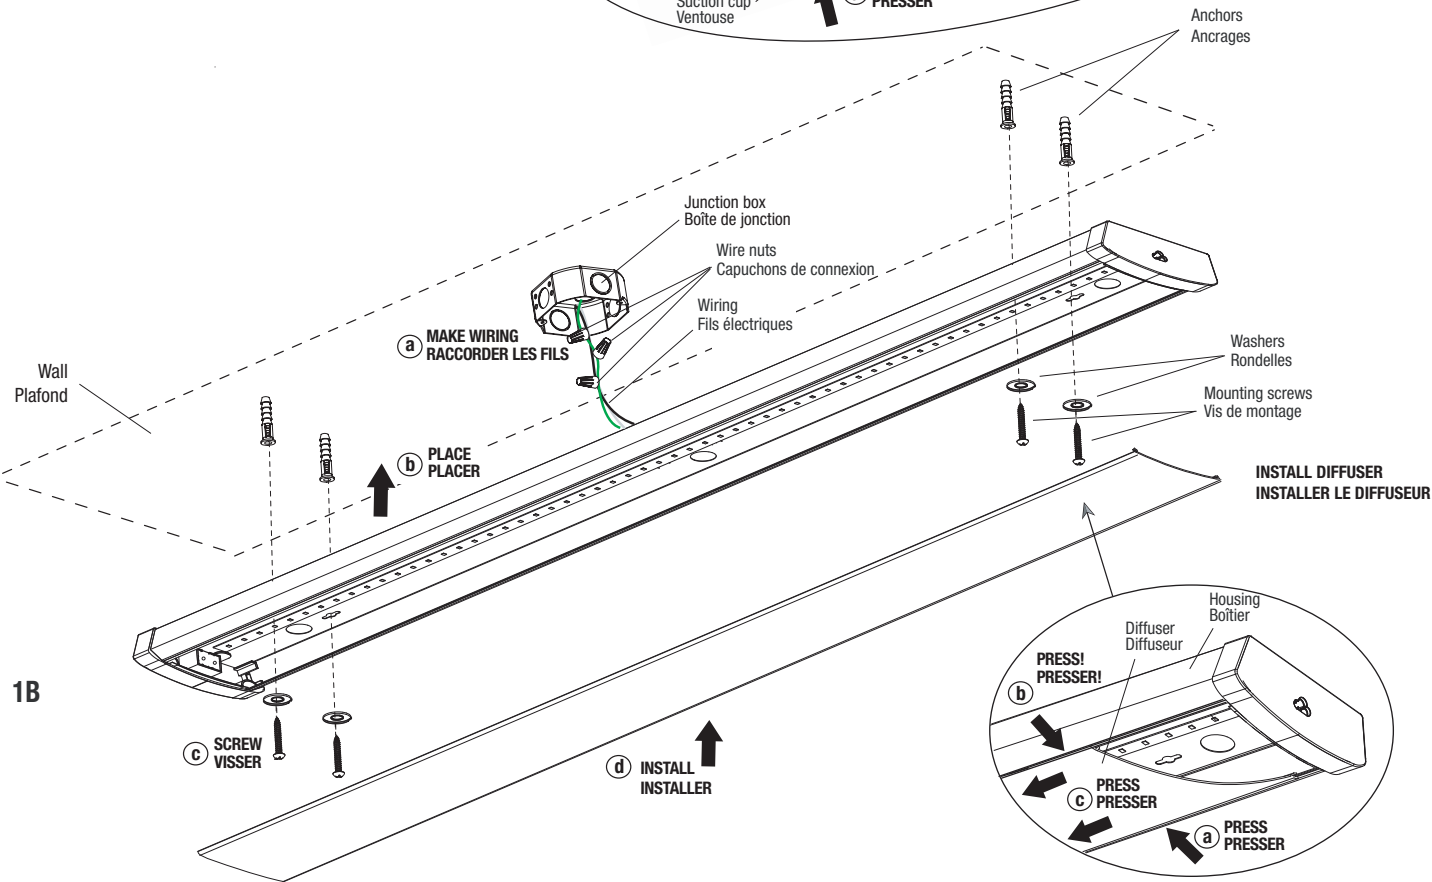 Suction cup
Ventouse
PRESSER
Anchors
Ancrages
Junction box
Boîte de jonction
Wire nuts
Capuchons de connexion
Wiring
Fils électriques
a MAKE WIRING
RACCORDER LES FILS
Wall
Plafond
Washers
Rondelles
Mounting screws
Vis de montage
b PLACE
PLACER
INSTALL DIFFUSER
INSTALLER LE DIFFUSEUR
Housing
Boîtier
Diffuser
Diffuseur
PRESS!
PRESSER!
b
1B
c SCREW
VISSER
d INSTALL
INSTALLER
c PRESS
PRESSER
a PRESS
PRESSER